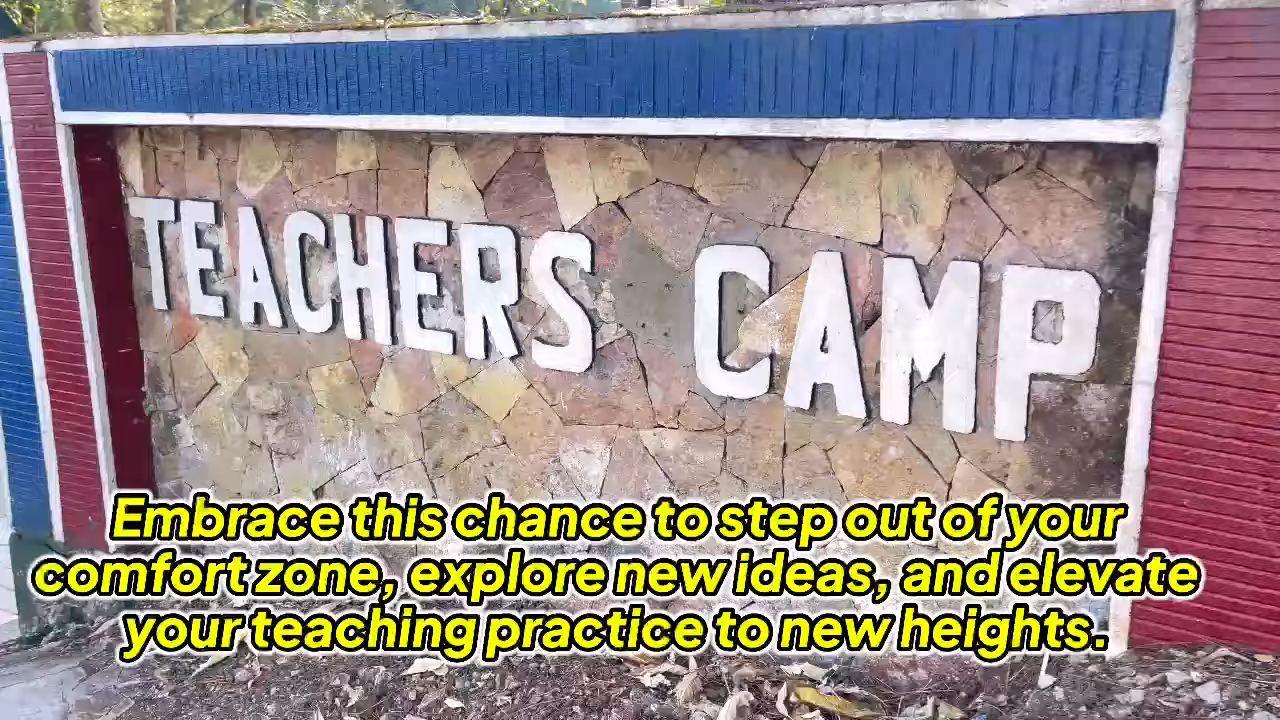 TEACHERS CAMP
Embrace this chance to step out of your
comfort zone, explore new ideas, and elevate
your teaching practice to new heights.